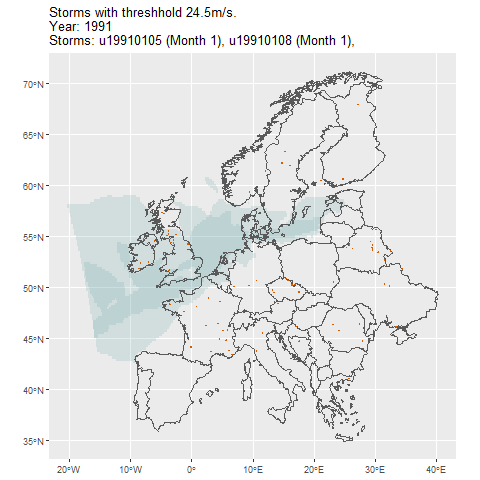 Storms with threshhold 24.5m/s.
Year: 1991
Storms: u19910105 (Month 1), u19910108 (Month 1),
70°N
65°N
60°N
55°N
50°N
45°N
40°N
35°N
20°W 10°W 0° 10°E 20°E 30°E 40°E